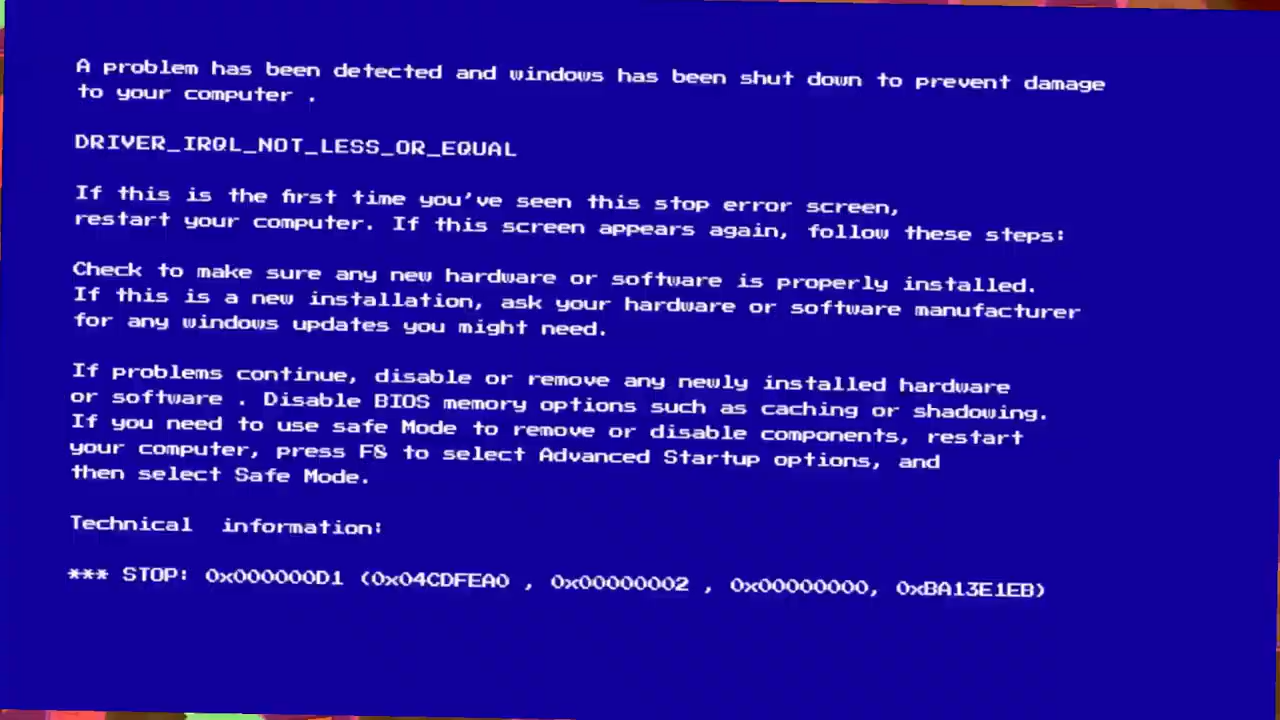 A problem has been detected and windows has been shut down to prevent damage
to your computer .
DRIVER_IRQL_NOT_LESS_OR_EQUAL
If this is the first time you've seen this stop error screen,
restart your computer. If this screen appears again, follow these steps:
Check to make sure any new hardware or software is properly installed.
If this is a new installation, ask your hardware or software manufacturer
for any windows updates you might need.
If problems continue, disable or remove any newly installed hardware
or software . Disable BIOS memory options such as caching or shadowing.
If you need to use safe Mode to remove or disable components, restart
your computer, press F8 to select Advanced Startup options, and
then select Safe Mode.
Technical information:
*** STOP: 0x000000D1 (0x04CDFEA0 , 0x00000002 , 0x00000000, 0xBA13E1EB)